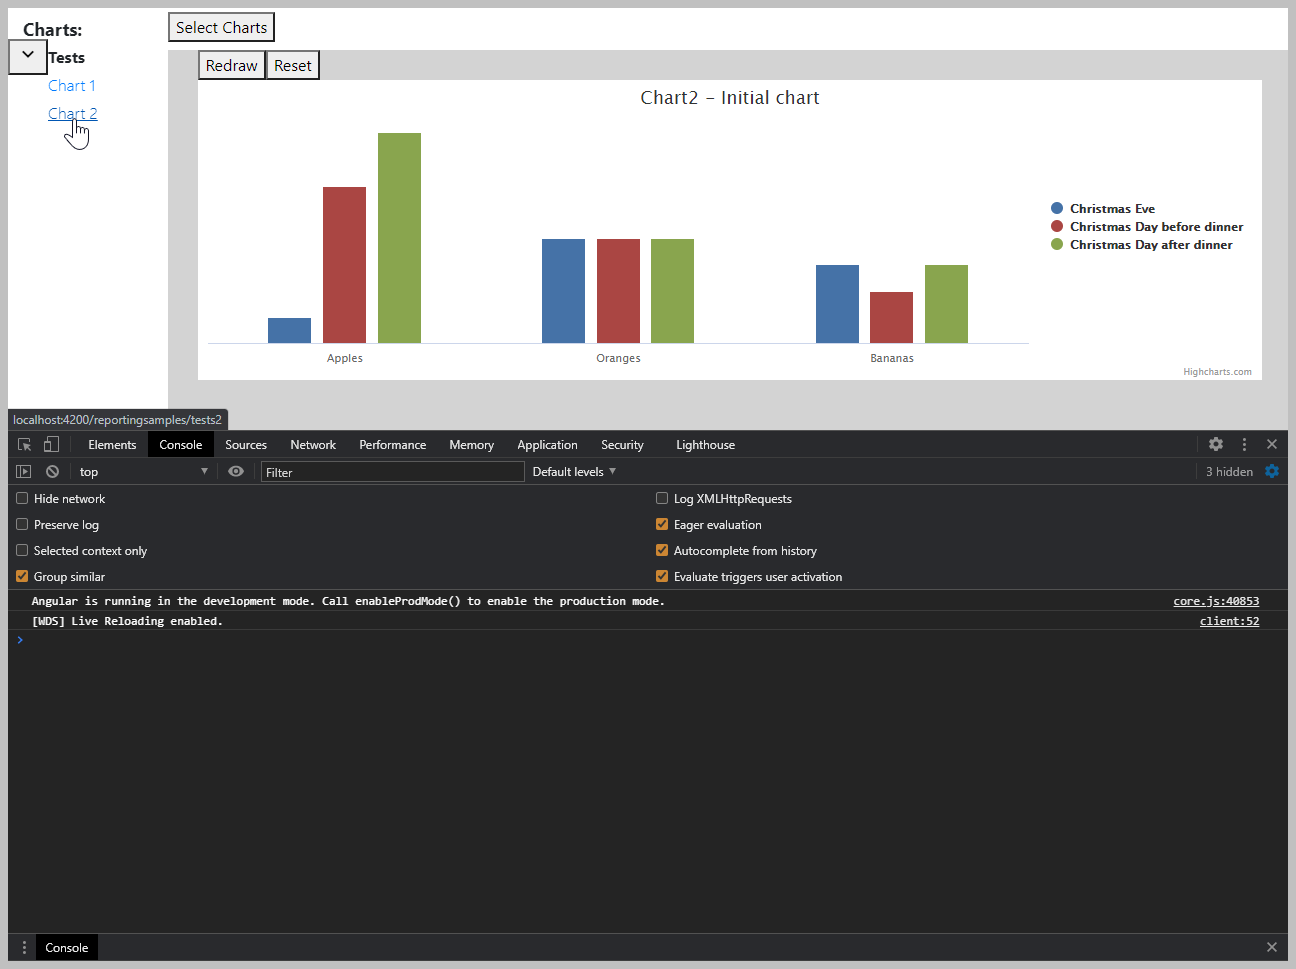 Charts:
Select Charts
Tests
Chart 1
Chart 2
Redraw
Reset
Chart2 - Initial chart
Christmas Eve
Christmas Day before dinner
Christmas Day after dinner
Apples
Oranges
Bananas
Highcharts.com
localhost:4200/reportingsamples/tests2
Elements Console Sources Network Performance Memory Application Security Lighthouse
top Filter Default levels 3 hidden
Hide network
Log XMLHttpRequests
Preserve log
Eager evaluation
Selected context only
Autocomplete from history
Group similar
Evaluate triggers user activation
Angular is running in the development mode. Call enableProdMode() to enable the production mode. core.js:40853
[WDS] Live Reloading enabled. client:52
Console